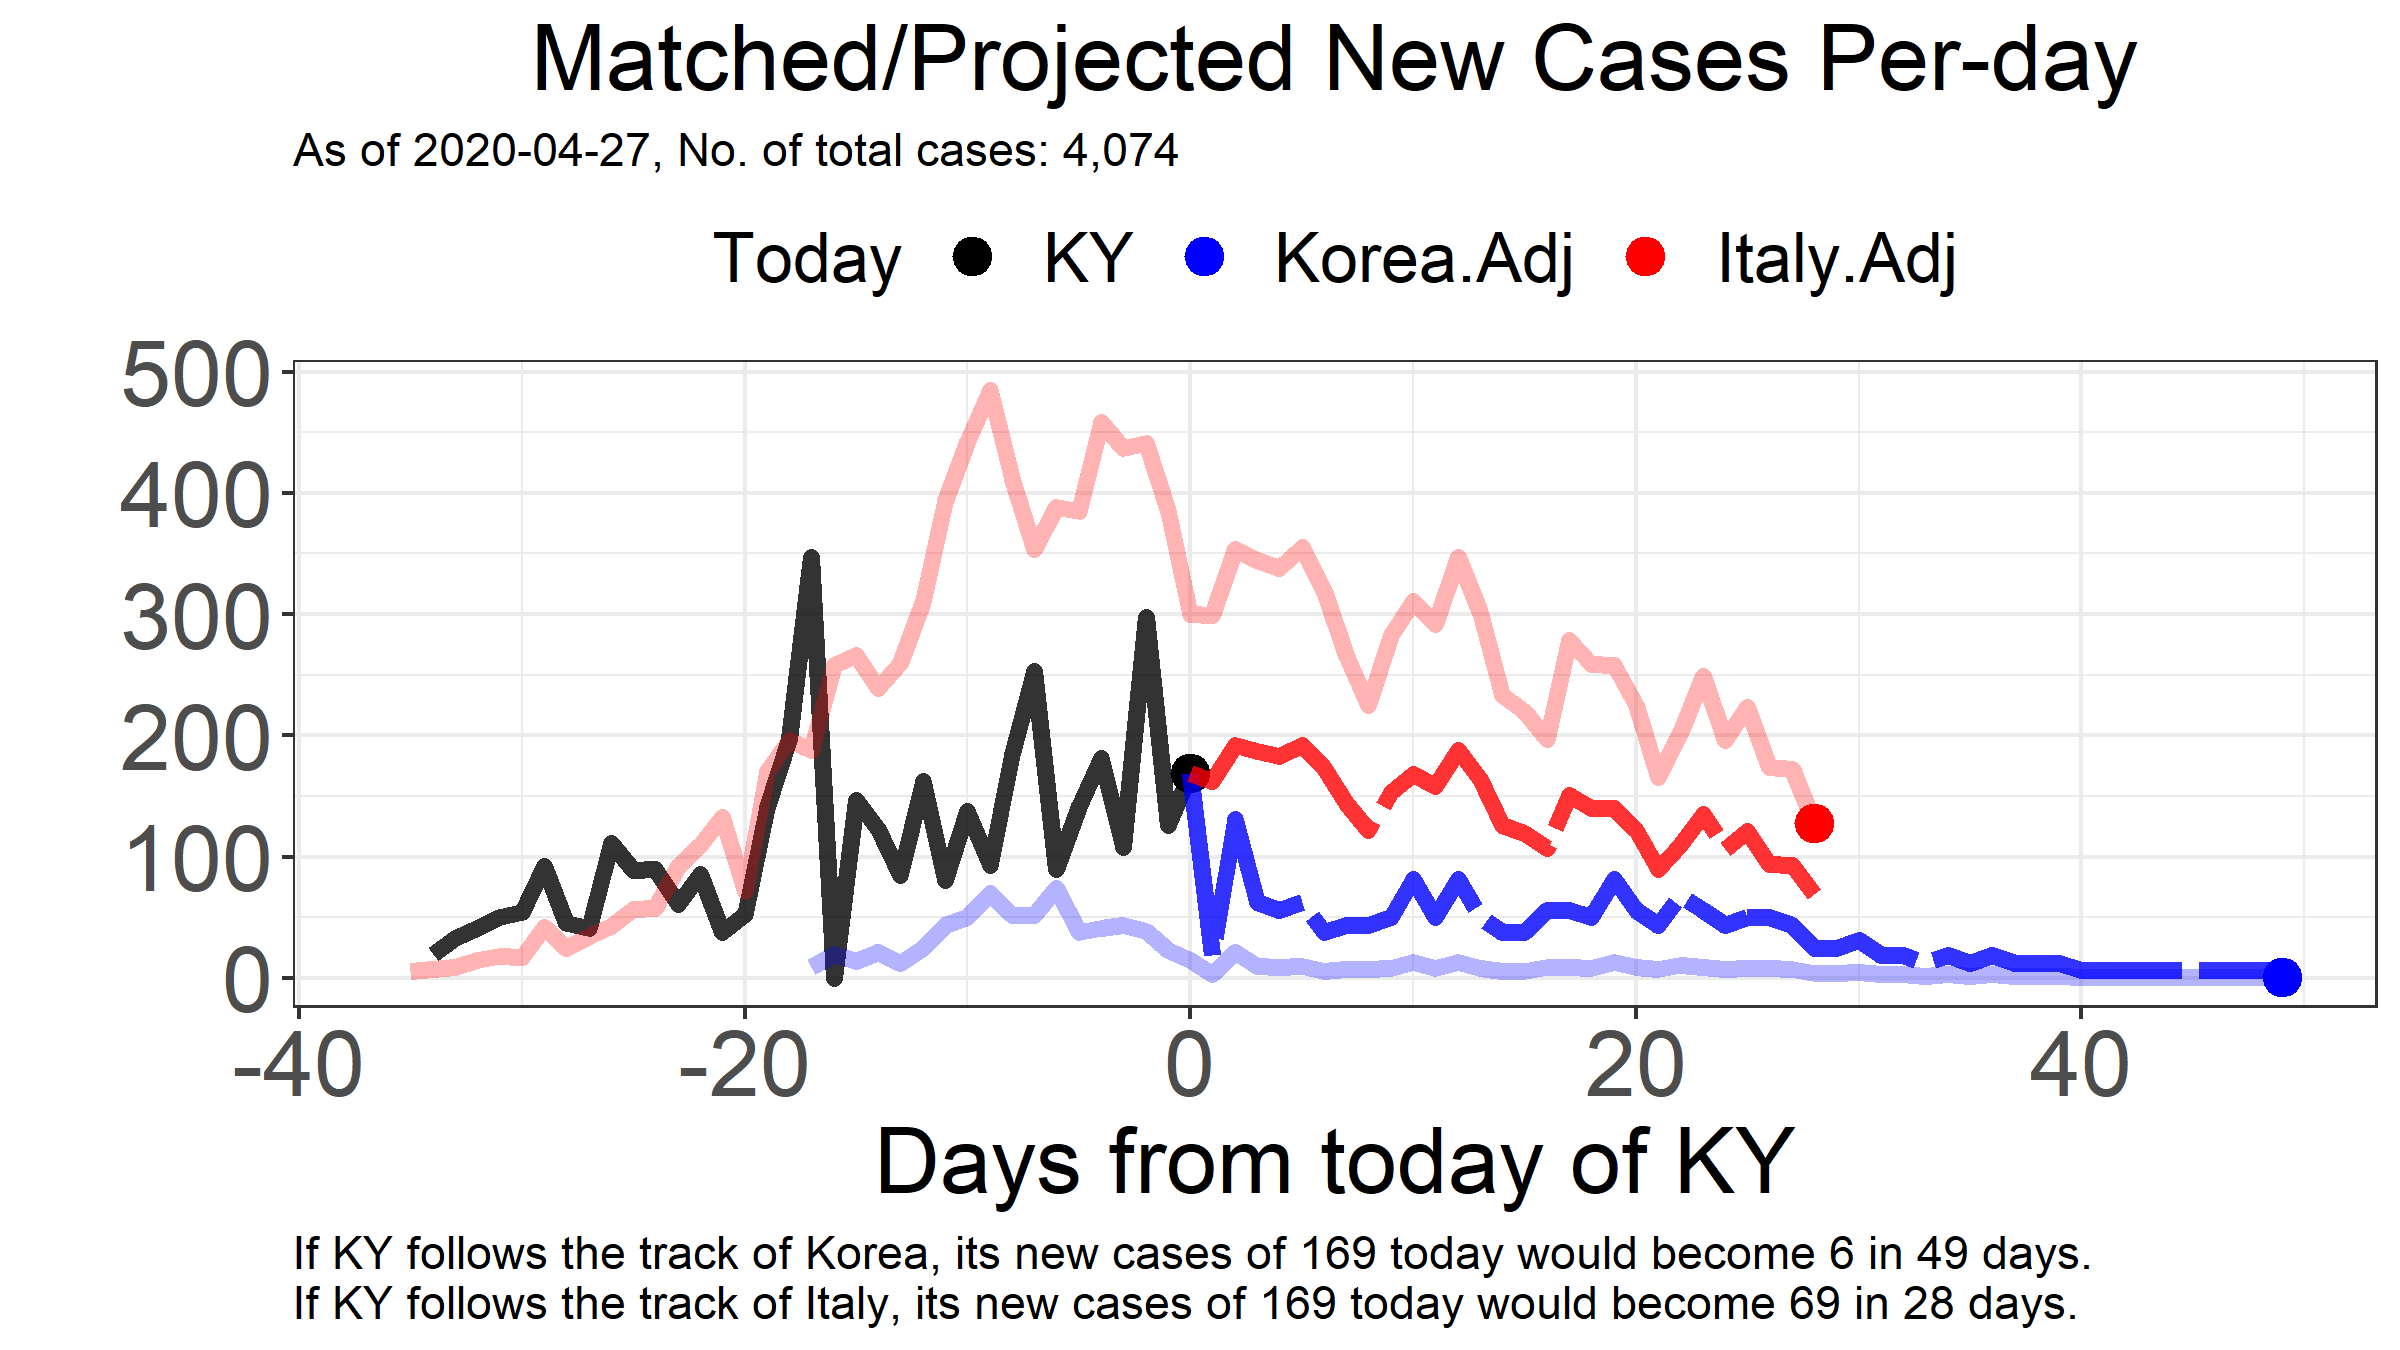 Matched/Projected New Cases Per-day
As of 2020-04-27, No. of total cases: 4,074
Today KY Korea.Adj Italy.Adj
500
400
300
200
100
0
-40 -20 0 20 40
Days from today of KY
If KY follows the track of Korea, its new cases of 169 today would become 6 in 49 days.
If KY follows the track of Italy, its new cases of 169 today would become 69 in 28 days.